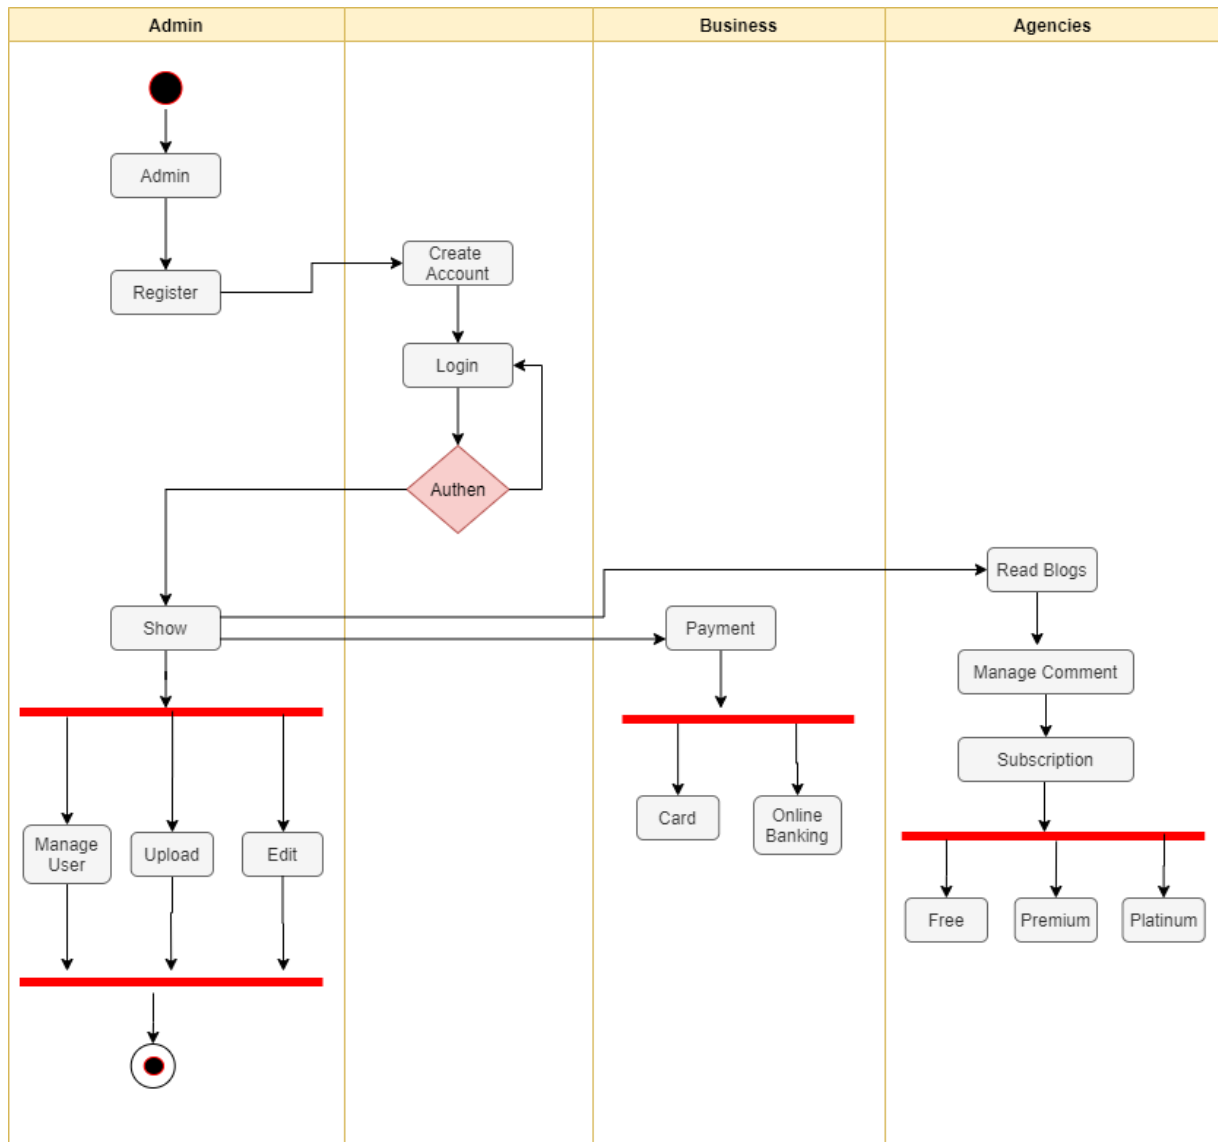 Admin
Business
Agencies
Admin
Register
Create
Account
Login
Authen
Show
Payment
Read Blogs
Manage Comment
Subscription
Manage
User
Upload
Edit
Card
Online
Banking
Free
Premium
Platinum